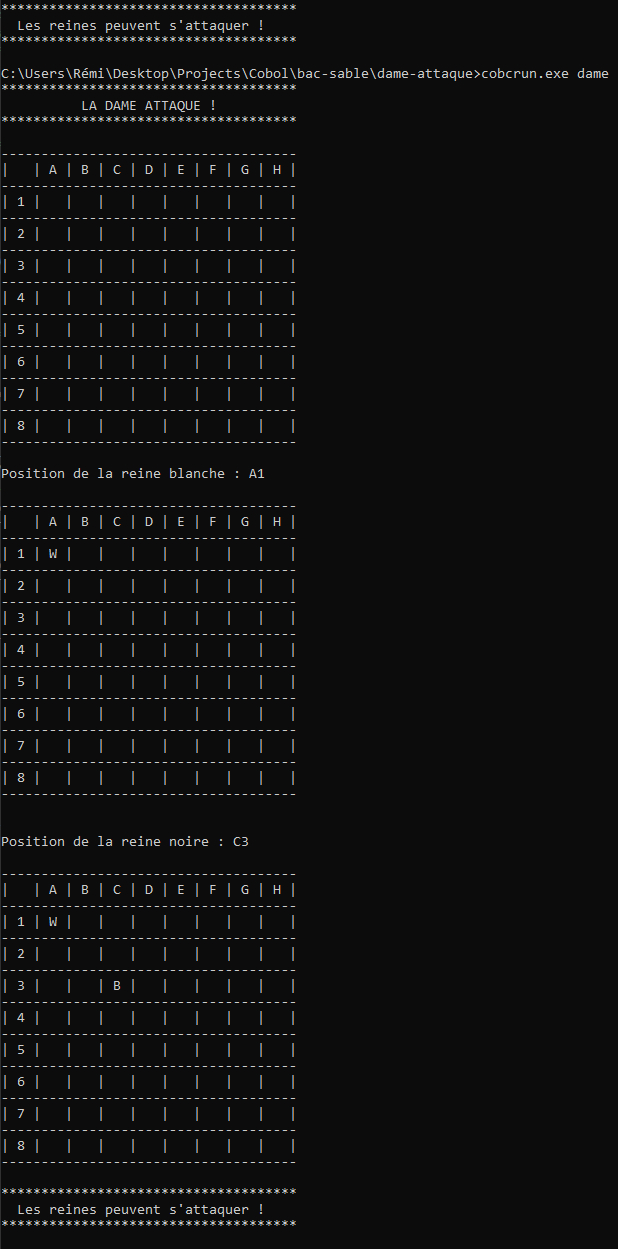 *************************************
  Les reines peuvent s'attaquer !
*************************************

C:\Users\Rémi\Desktop\Projects\Cobol\bac-sable\dame-attaque>cobcrun.exe dame
*************************************
          LA DAME ATTAQUE !
*************************************

-------------------------------------
|   | A | B | C | D | E | F | G | H |
-------------------------------------
| 1 |   |   |   |   |   |   |   |   |
-------------------------------------
| 2 |   |   |   |   |   |   |   |   |
-------------------------------------
| 3 |   |   |   |   |   |   |   |   |
-------------------------------------
| 4 |   |   |   |   |   |   |   |   |
-------------------------------------
| 5 |   |   |   |   |   |   |   |   |
-------------------------------------
| 6 |   |   |   |   |   |   |   |   |
-------------------------------------
| 7 |   |   |   |   |   |   |   |   |
-------------------------------------
| 8 |   |   |   |   |   |   |   |   |
-------------------------------------

Position de la reine blanche : A1

-------------------------------------
|   | A | B | C | D | E | F | G | H |
-------------------------------------
| 1 | W |   |   |   |   |   |   |   |
-------------------------------------
| 2 |   |   |   |   |   |   |   |   |
-------------------------------------
| 3 |   |   |   |   |   |   |   |   |
-------------------------------------
| 4 |   |   |   |   |   |   |   |   |
-------------------------------------
| 5 |   |   |   |   |   |   |   |   |
-------------------------------------
| 6 |   |   |   |   |   |   |   |   |
-------------------------------------
| 7 |   |   |   |   |   |   |   |   |
-------------------------------------
| 8 |   |   |   |   |   |   |   |   |
-------------------------------------


Position de la reine noire : C3

-------------------------------------
|   | A | B | C | D | E | F | G | H |
-------------------------------------
| 1 | W |   |   |   |   |   |   |   |
-------------------------------------
| 2 |   |   |   |   |   |   |   |   |
-------------------------------------
| 3 |   |   | B |   |   |   |   |   |
-------------------------------------
| 4 |   |   |   |   |   |   |   |   |
-------------------------------------
| 5 |   |   |   |   |   |   |   |   |
-------------------------------------
| 6 |   |   |   |   |   |   |   |   |
-------------------------------------
| 7 |   |   |   |   |   |   |   |   |
-------------------------------------
| 8 |   |   |   |   |   |   |   |   |
-------------------------------------

*************************************
  Les reines peuvent s'attaquer !
*************************************